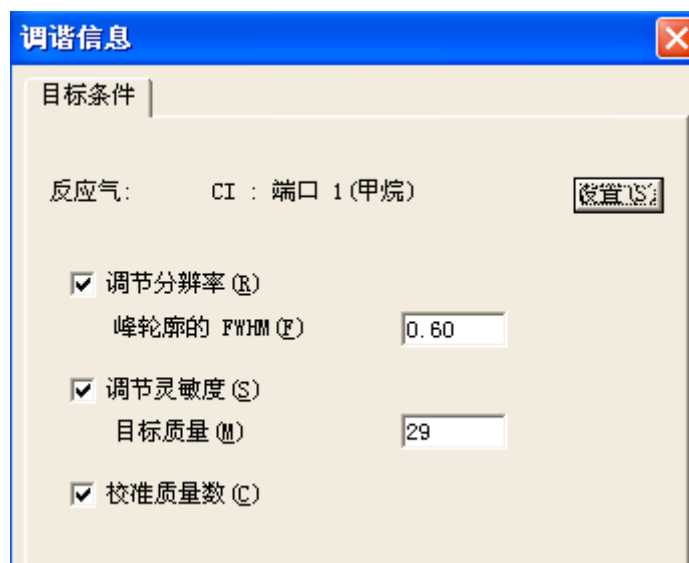 调谐信息
目标条件
反应气: CI : 端口 1(甲烷) 设置(S)
调节分辨率(R)
峰轮廓的 FWHM(F) 0.60
调节灵敏度(S)
目标质量(M) 29
校准质量数(C)